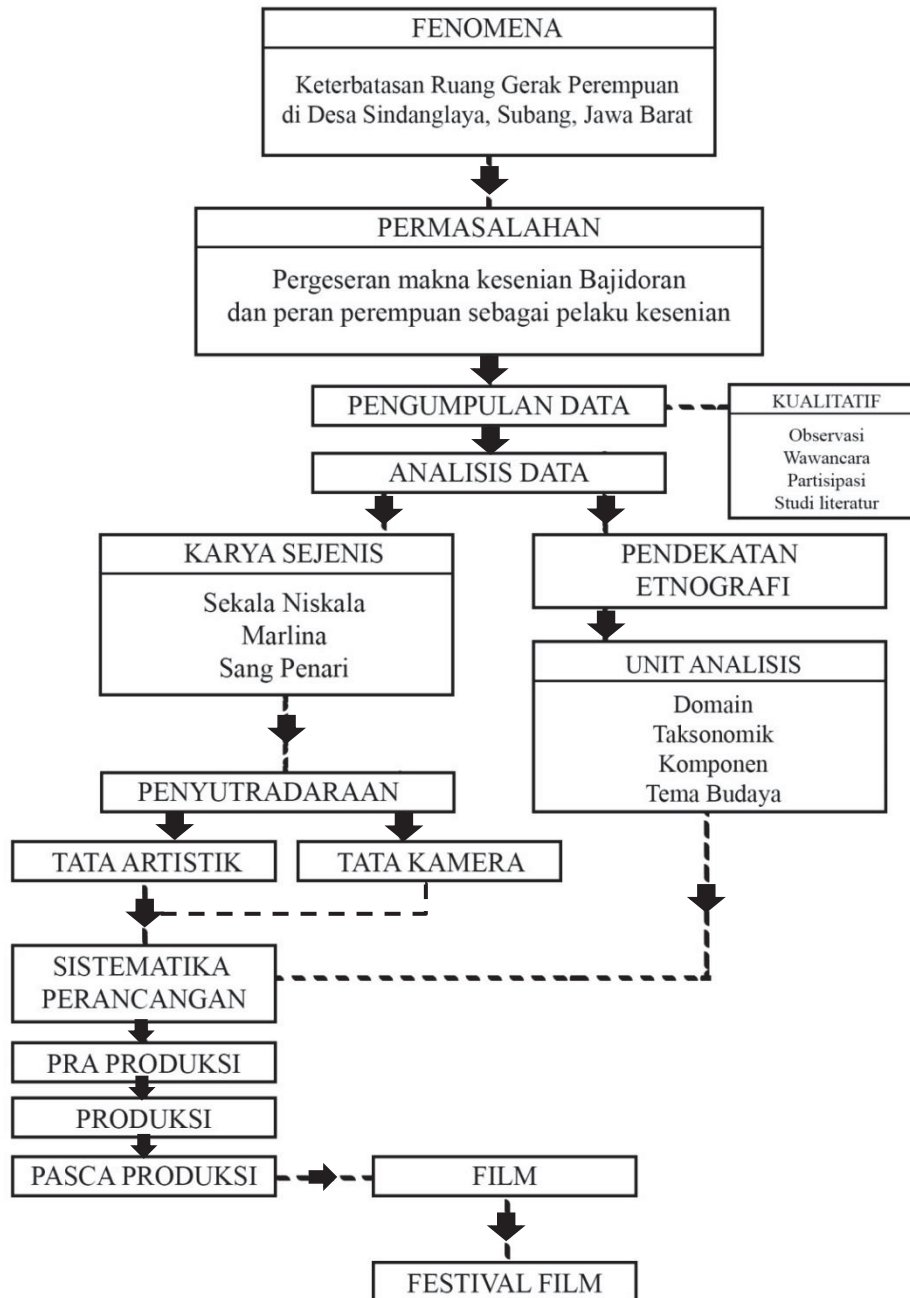 FENOMENA
Keterbatasan Ruang Gerak Perempuan
di Desa Sindanglaya, Subang, Jawa Barat
PERMASALAHAN
Pergeseran makna kesenian Bajidoran
dan peran perempuan sebagai pelaku kesenian
PENGUMPULAN DATA
KUALITATIF
Observasi
Wawancara
Partisipasi
Studi literatur
ANALISIS DATA
KARYA SEJENIS
Sekala Niskala
Marlina
Sang Penari
PENDEKATAN
ETNOGRAFI
UNIT ANALISIS
Domain
Taksonomik
Komponen
Tema Budaya
PENYUTRADARAAN
TATA ARTISTIK
TATA KAMERA
SISTEMATIKA
PERANCANGAN
PRA PRODUKSI
PRODUKSI
PASCA PRODUKSI
FILM
FESTIVAL FILM